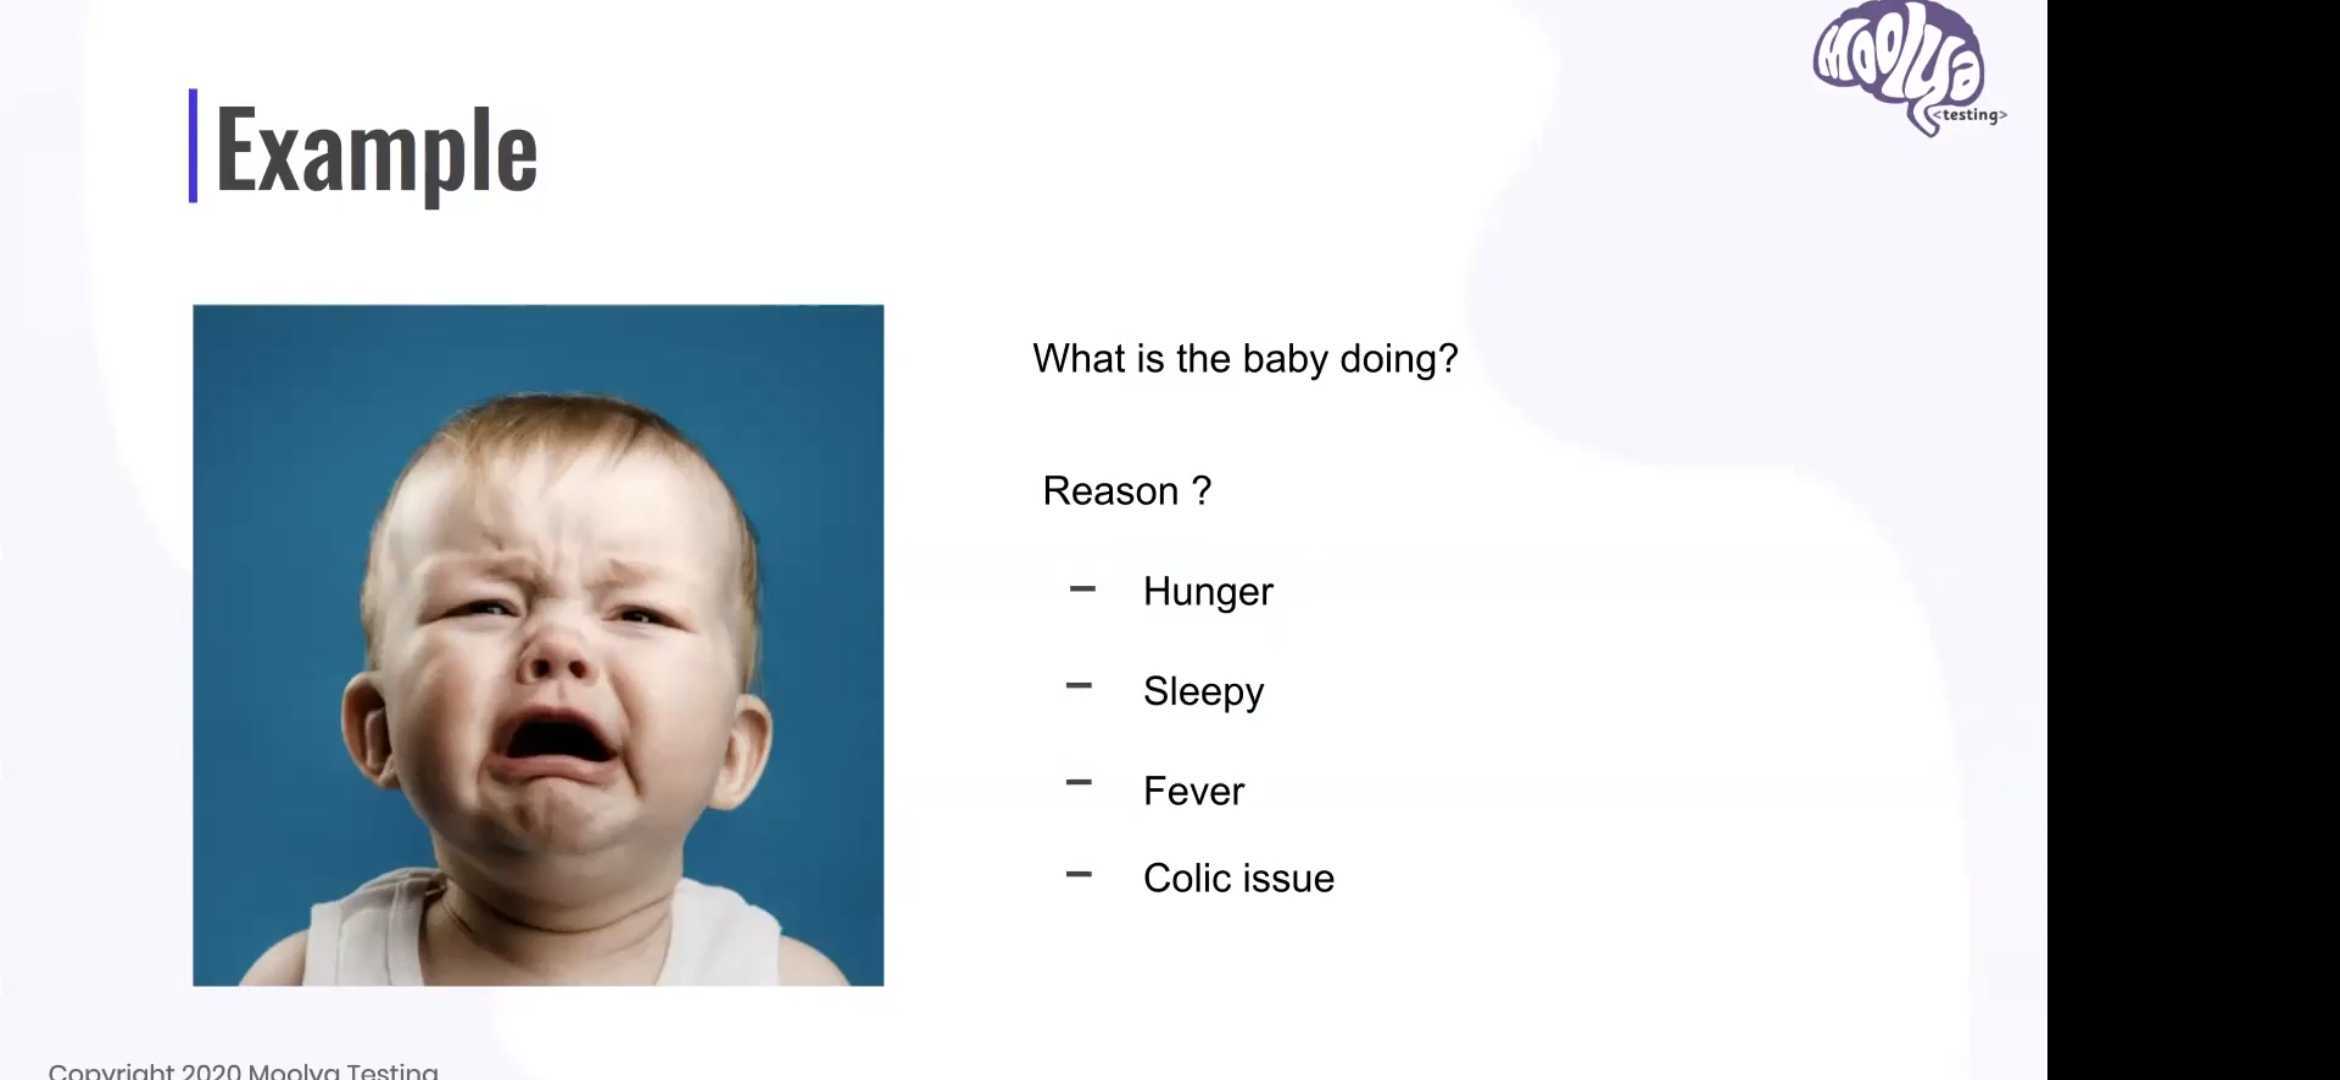 Moolya
<testing>
Example
What is the baby doing?
Reason ?
– Hunger
– Sleepy
– Fever
– Colic issue
Copyright 2020 Moolya Testing